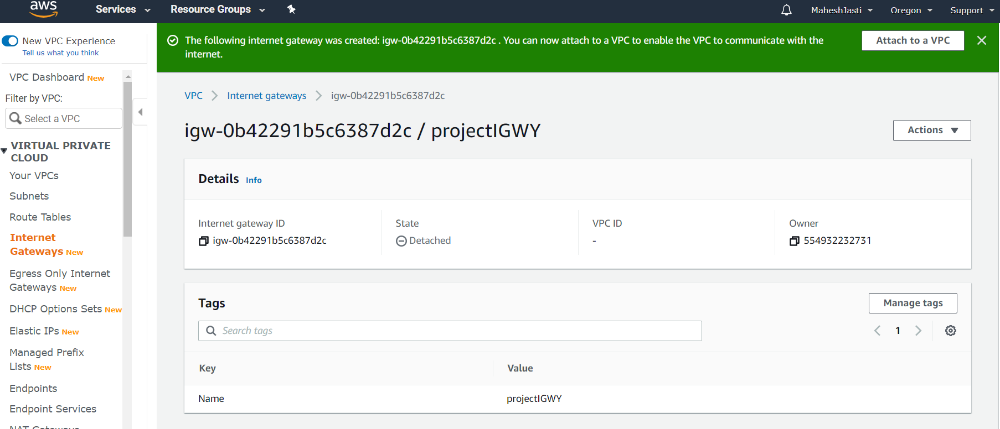 aws
Services
Resource Groups
MaheshJasti
Oregon
Support
New VPC Experience
Tell us what you think
The following internet gateway was created: igw-0b42291b5c6387d2c . You can now attach to a VPC to enable the VPC to communicate with the
internet.
Attach to a VPC
VPC Dashboard New
Filter by VPC:
Select a VPC
VIRTUAL PRIVATE
CLOUD
Your VPCs
Subnets
Route Tables
Internet
Gateways New
Egress Only Internet
Gateways New
DHCP Options Sets New
Elastic IPs New
Managed Prefix
Lists New
Endpoints
Endpoint Services
NAT Gateways
VPC
Internet gateways
igw-0b42291b5c6387d2c
igw-0b42291b5c6387d2c / projectIGWY
Actions
Details Info
Internet gateway ID
igw-0b42291b5c6387d2c
State
Detached
VPC ID
-
Owner
554932232731
Tags
Manage tags
Search tags
1
Key
Value
Name
projectIGWY